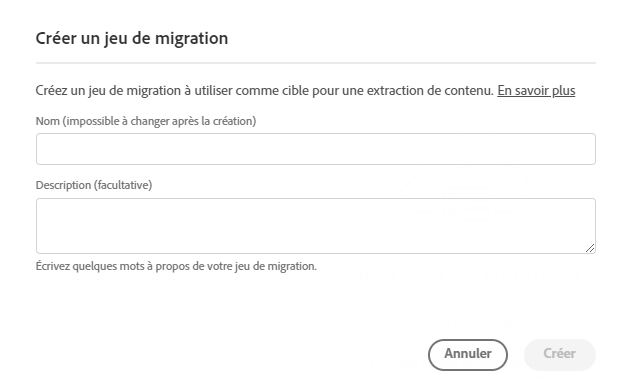 Créer un jeu de migration
Créez un jeu de migration à utiliser comme cible pour une extraction de contenu. En savoir plus
Nom (impossible à changer après la création)
Description (facultative)
Écrivez quelques mots à propos de votre jeu de migration.
Annuler
Créer